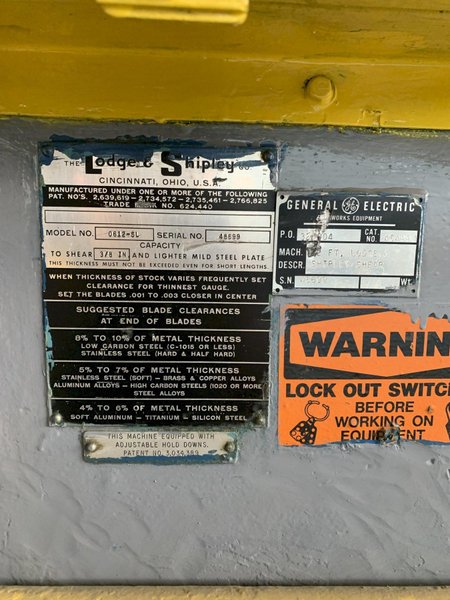 THE Lodge & Shipley CO.
CINCINNATI, OHIO, U.S.A.
MANUFACTURED UNDER ONE OR MORE OF THE FOLLOWING
PAT. NO'S. 2,639,619 - 2,734,572 - 2,735,461 - 2,766,825
TRADE MARK NO. 624,440
MODEL NO. 0612-SL SERIAL NO. 48699
CAPACITY
TO SHEAR 3/8 IN AND LIGHTER MILD STEEL PLATE
THIS THICKNESS MUST NOT BE EXCEEDED EVEN FOR SHORT LENGTHS.
WHEN THICKNESS OF STOCK VARIES FREQUENTLY SET
CLEARANCE FOR THINNEST GAUGE.
SET THE BLADES .001 TO .003 CLOSER IN CENTER
SUGGESTED BLADE CLEARANCES
AT END OF BLADES
8% TO 10% OF METAL THICKNESS
LOW CARBON STEEL (C-1015 OR LESS)
STAINLESS STEEL (HARD & HALF HARD)
5% TO 7% OF METAL THICKNESS
STAINLESS STEEL (SOFT) - BRASS & COPPER ALLOYS
ALUMINUM ALLOYS - HIGH CARBON STEELS (1020 OR MORE)
STEEL ALLOYS
4% TO 6% OF METAL THICKNESS
SOFT ALUMINUM - TITANIUM - SILICON STEEL
THIS MACHINE EQUIPPED WITH
ADJUSTABLE HOLD DOWNS.
PATENT NO. 3,034,389
GENERAL GE ELECTRIC
WORKS EQUIPMENT
P.O. CAT. NO.
MACH. FT.
DESCR.
S.N. WT.
WARNIN
LOCK OUT SWITC
BEFORE
WORKING ON
EQUIPMENT